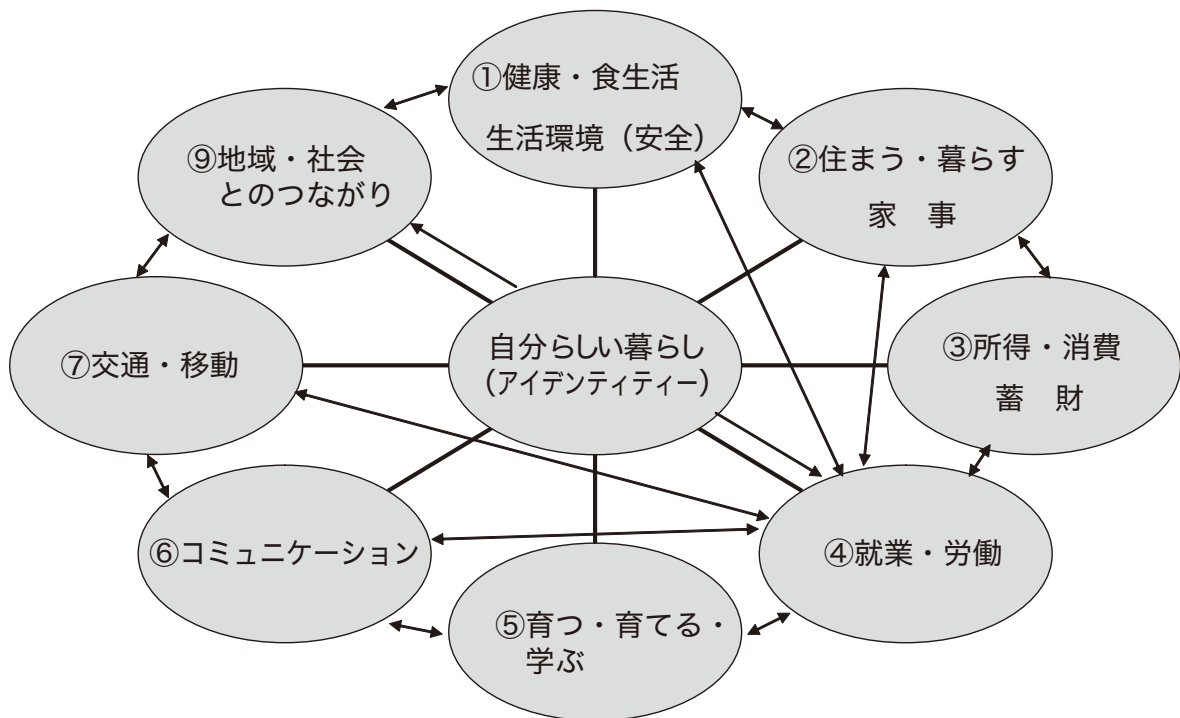 ①健康・食生活
生活環境（安全）
②住まう・暮らす
家　事
③所得・消費
蓄　財
④就業・労働
⑤育つ・育てる・
学ぶ
⑥コミュニケーション
⑦交通・移動
⑨地域・社会
とのつながり
自分らしい暮らし
（アイデンティティー）